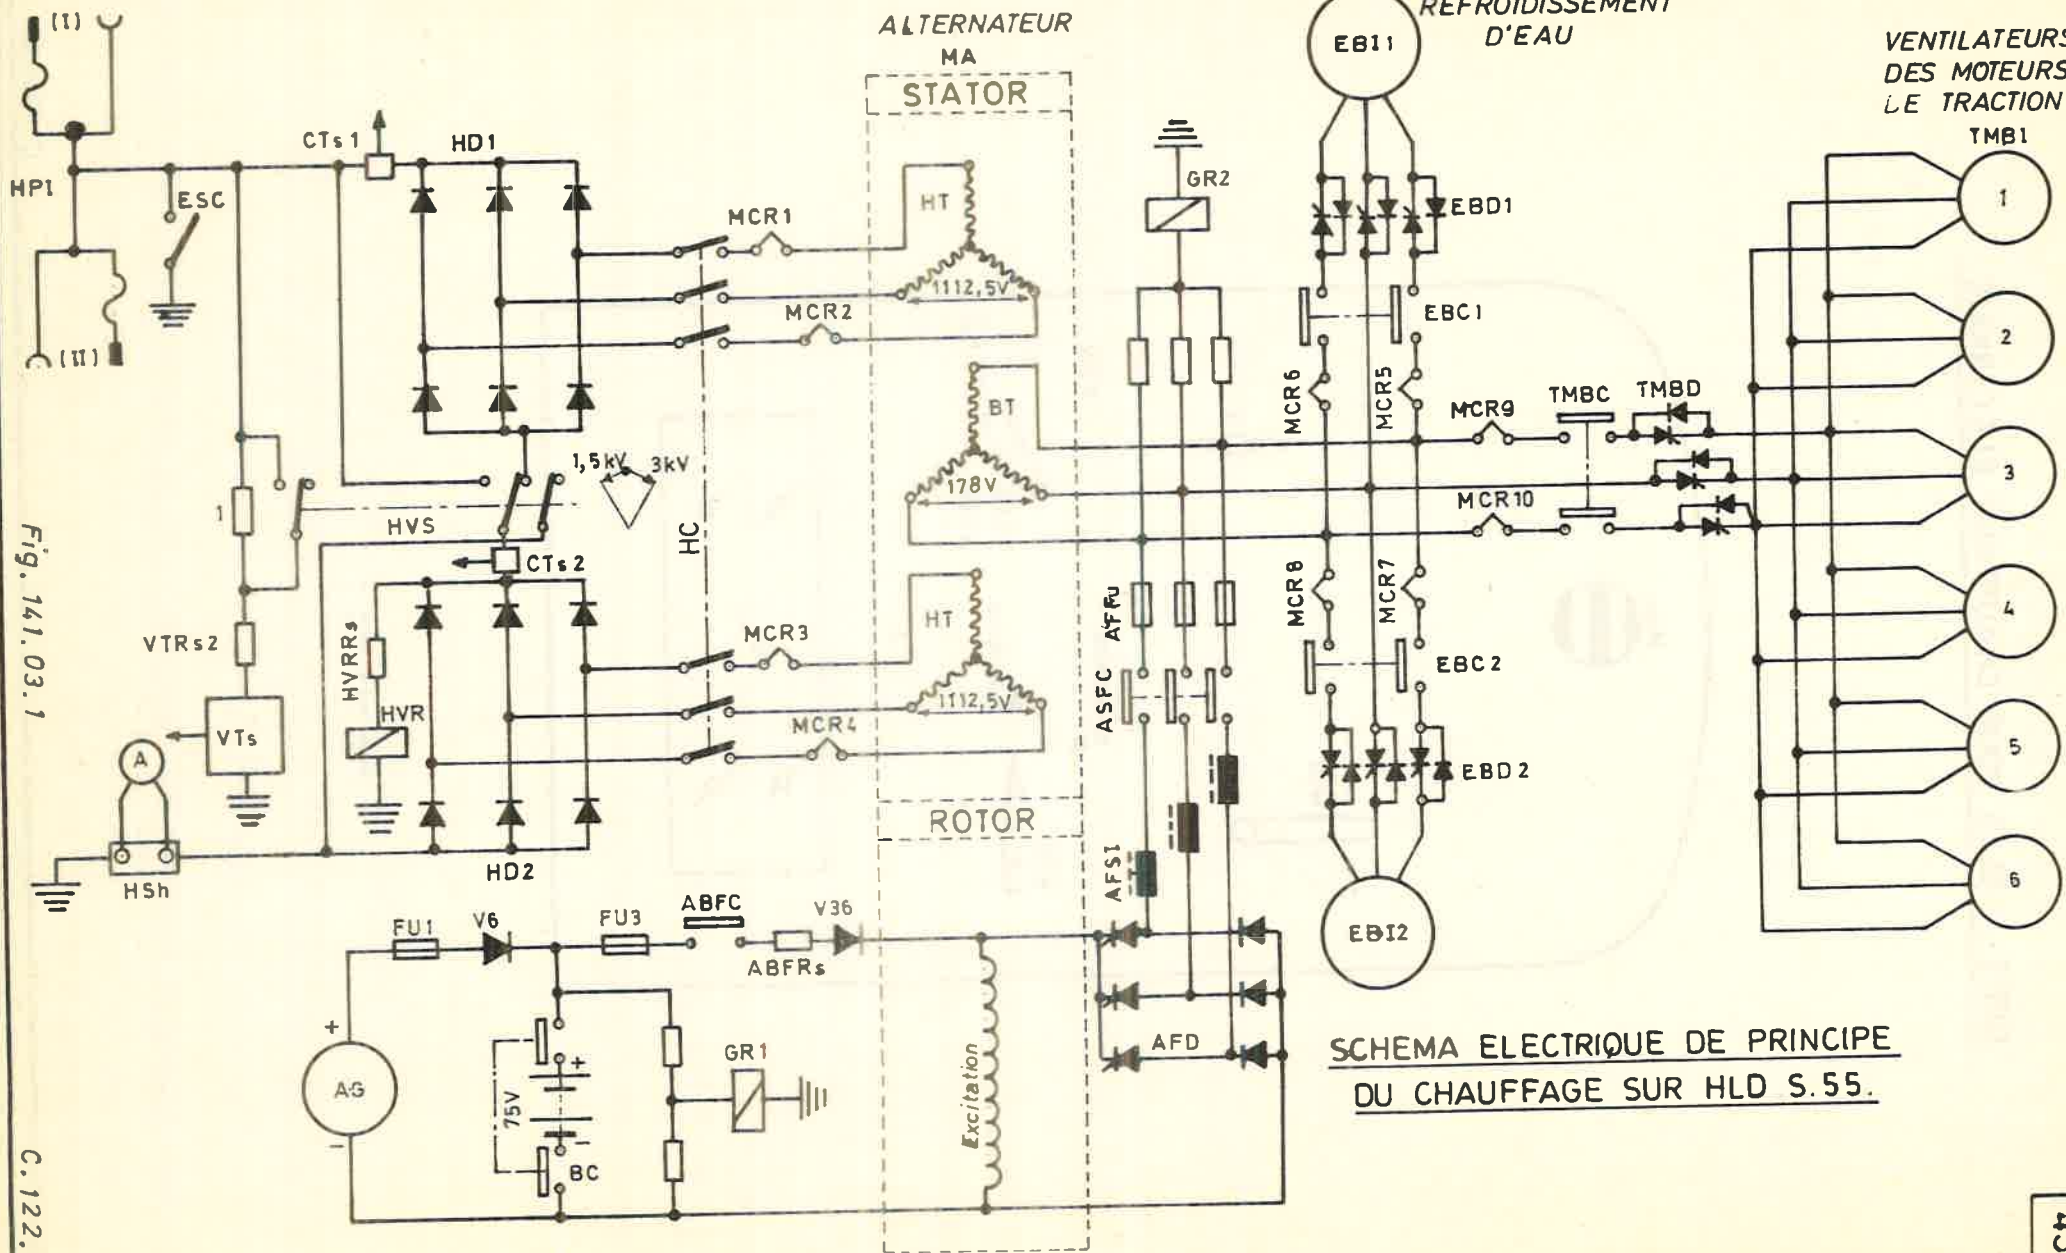 (I)
ALTERNATEUR
MA
STATOR
REFROIDISSEMENT
D'EAU
EBI1
VENTILATEURS
DES MOTEURS
DE TRACTION
TMB1
HPI
ESC
(II)
CTs1
HD1
MCR1
MCR2
HT
1112,5V
GR2
EBD1
EBC1
1
2
3
4
5
6
MCR6
MCR5
MCR9
TMBC
TMBD
MCR10
BT
178V
1
HVS
1,5kV
3kV
HC
CTs2
VTRs2
VTs
A
HSh
HVRRs
HVR
HD2
MCR3
MCR4
HT
1112,5V
ROTOR
AFFu
ASFC
AFSI
MCR8
MCR7
EBC2
EBD2
EBI2
FU1
V6
FU3
ABFC
ABFRs
V36
+
AG
-
75V
+
-
BC
GR1
Excitation
AFD
SCHEMA ELECTRIQUE DE PRINCIPE
DU CHAUFFAGE SUR HLD S.55.
Fig. 141.03.1
C.122.